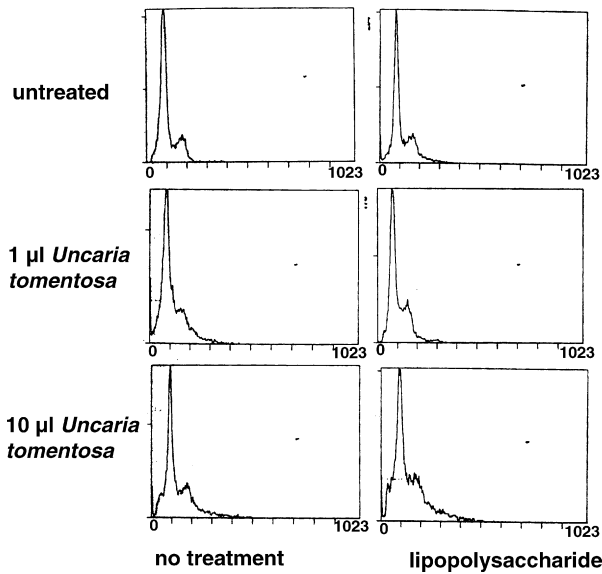 untreated
0 1023
0 1023
1 µl Uncaria
tomentosa
0 1023
0 1023
10 µl Uncaria
tomentosa
0 1023
0 1023
no treatment
lipopolysaccharide